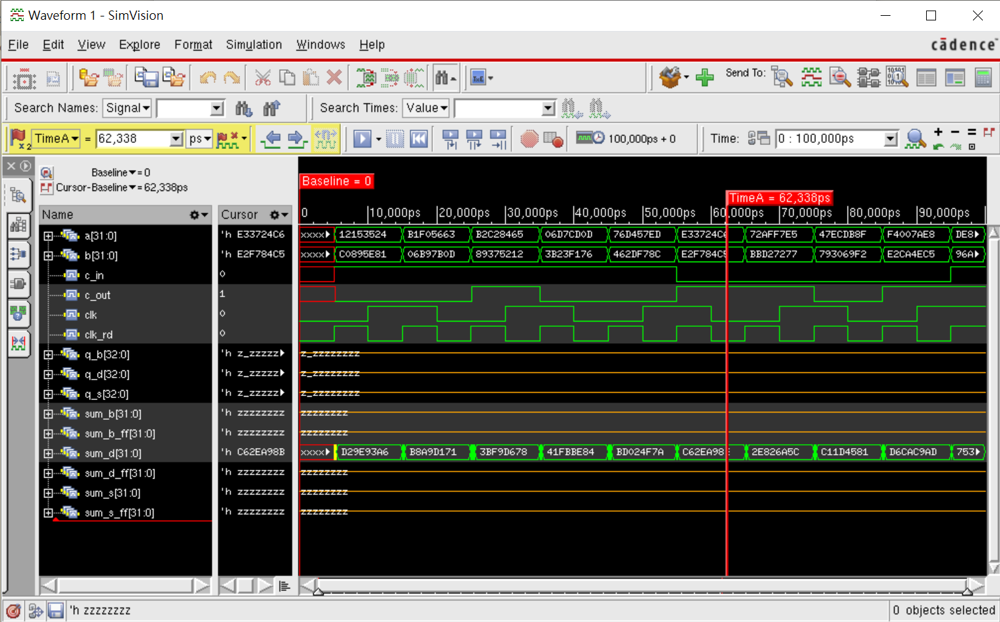 Waveform 1 - SimVision
File Edit View Explore Format Simulation Windows Help cādence
Send To:
Search Names: Signal Search Times: Value
x2 TimeA = 62,338 ps 100,000ps + 0 Time: 0 : 100,000ps
Baseline = 0
Cursor-Baseline = 62,338ps
Baseline = 0
TimeA = 62,338ps
Name Cursor 0 10,000ps 20,000ps 30,000ps 40,000ps 50,000ps 60,000ps 70,000ps 80,000ps 90,000ps
a[31:0] 'h E33724C6 xxxx 12153524 B1F05663 B2C28465 06D7CD0D 76D457ED E33724C6 72AFF7E5 47ECDB8F F4007AE8 DE8
b[31:0] 'h E2F784C5 xxxx C0895E81 06B97B0D 89375212 3B23F176 462DF78C E2F784C5 BBD27277 793069F2 E2CA4EC5 96A
c_in 0
c_out 1
clk 0
clk_rd 0
q_b[32:0] 'h z_zzzzz z_zzzzzzzz
q_d[32:0] 'h z_zzzzz z_zzzzzzzz
q_s[32:0] 'h z_zzzzz z_zzzzzzzz
sum_b[31:0] 'h zzzzzzzz zzzzzzzz
sum_b_ff[31:0] 'h zzzzzzzz zzzzzzzz
sum_d[31:0] 'h C62EA98B xxxx D29E93A6 B8A9D171 3BF9D678 41FBBE84 BD024F7A C62EA98 2E826A5C C11D4581 D6CAC9AD 753
sum_d_ff[31:0] 'h zzzzzzzz zzzzzzzz
sum_s[31:0] 'h zzzzzzzz zzzzzzzz
sum_s_ff[31:0] 'h zzzzzzzz zzzzzzzz
'h zzzzzzzz 0 objects selected